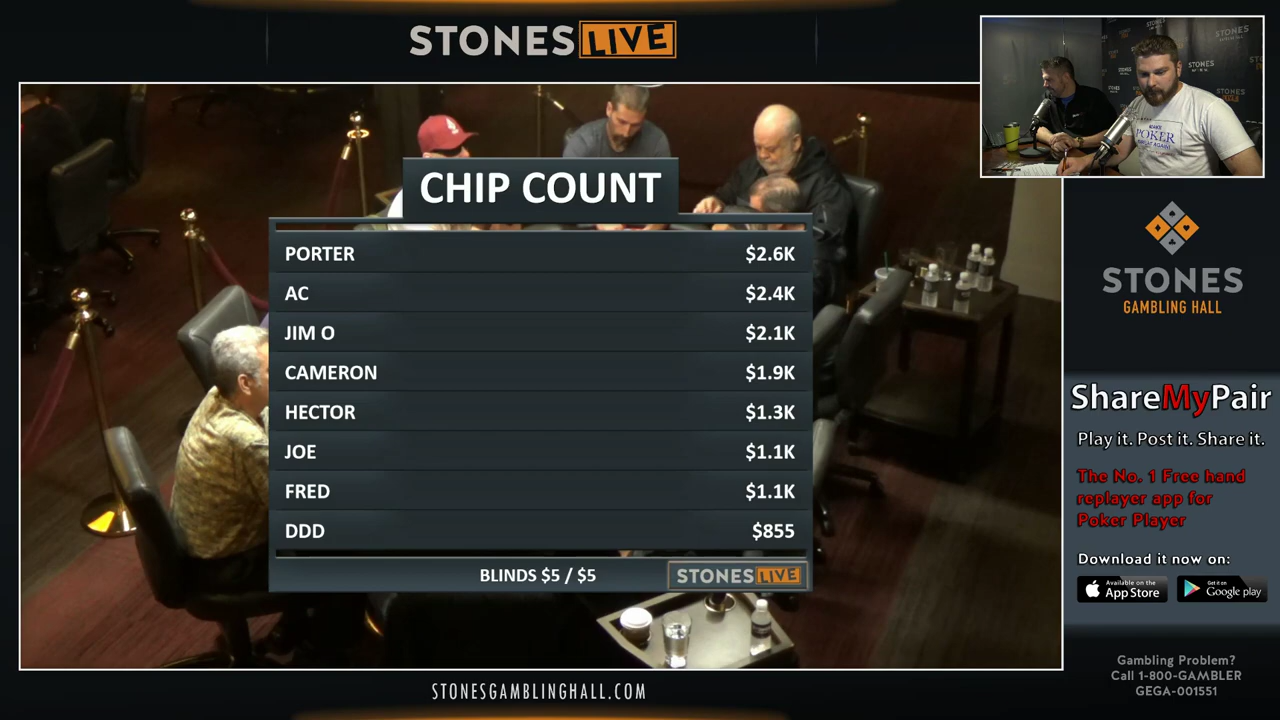 STONES LIVE
CHIP COUNT
PORTER $2.6K
AC $2.4K
JIM O $2.1K
CAMERON $1.9K
HECTOR $1.3K
JOE $1.1K
FRED $1.1K
DDD $855
BLINDS $5 / $5
STONES LIVE
STONESGAMBLINGHALL.COM
STONES
POKER
STONES
GAMBLING HALL
ShareMyPair
Play it. Post it. Share it.
The No. 1 Free hand
replayer app for
Poker Player
Download it now on:
Available on the
App Store
Get it on
Google play
Gambling Problem?
Call 1-800-GAMBLER
GEGA-001551